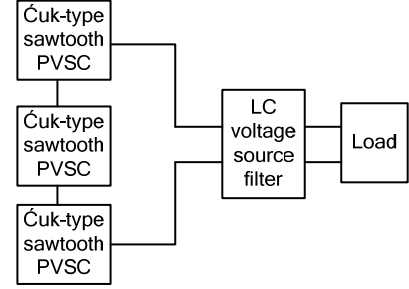 Ćuk-type
sawtooth
PVSC
Ćuk-type
sawtooth
PVSC
Ćuk-type
sawtooth
PVSC
LC
voltage
source
filter
Load